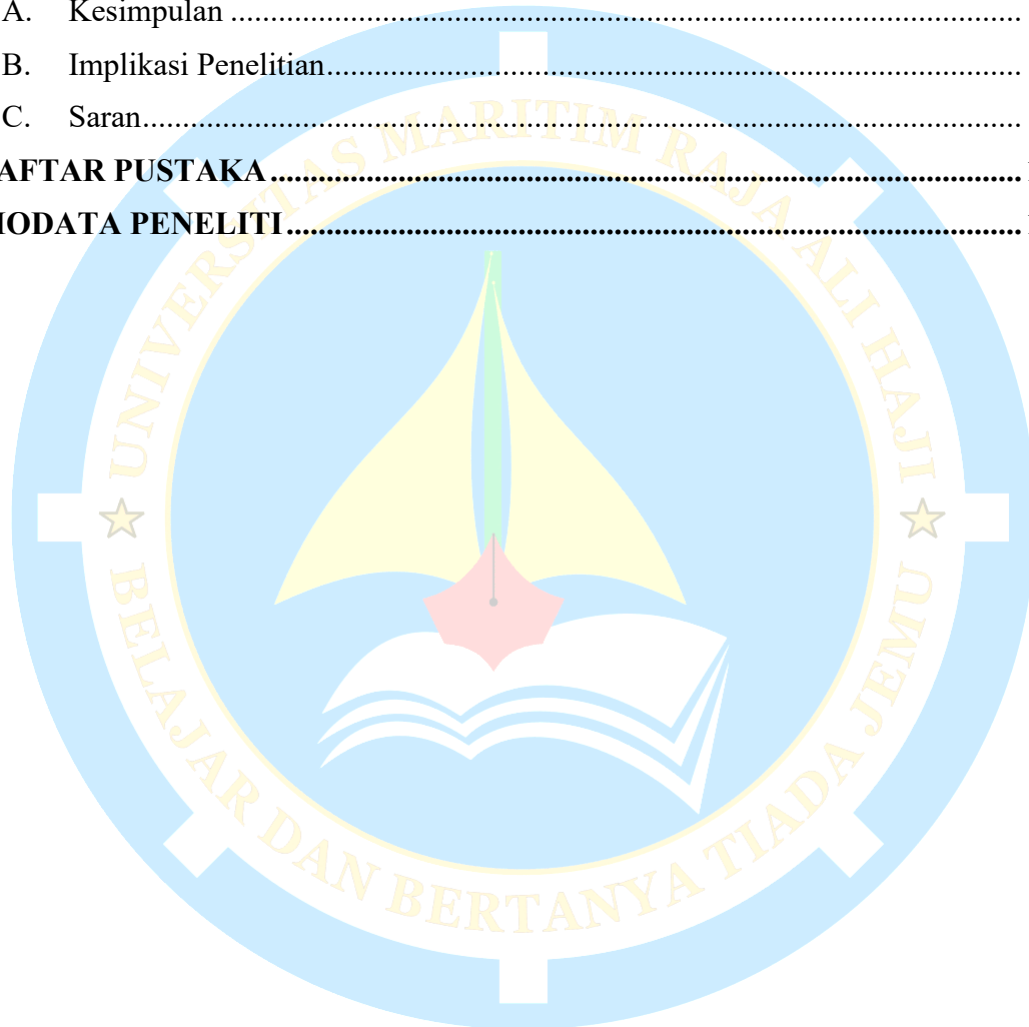 A. Kesimpulan
B. Implikasi Penelitian
C. Saran
AFTAR PUSTAKA
IODATA PENELITI
UNIVERSITAS MARITIM RAJA ALI HAJI
BELAJAR DAN BERTANYA TIADA JEMU